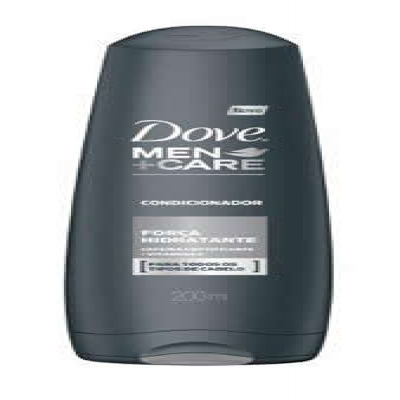 Dove
MEN
+CARE
CONDICIONADOR
FORÇA
HIDRATANTE
PARA TODOS OS
TIPOS DE CABELO
200ml